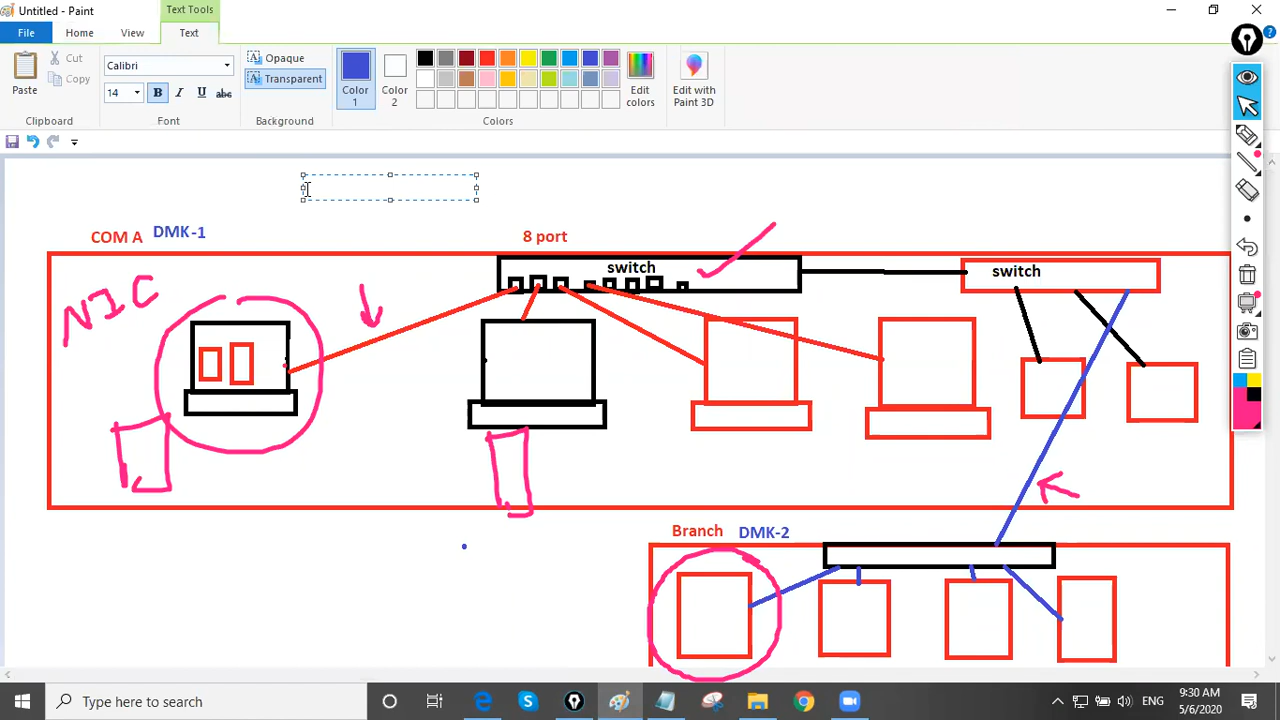 Untitled - Paint
Text Tools
File
Home
View
Text
Paste
Cut
Copy
Clipboard
Calibri
14
B
I
U
abc
Font
Opaque
Transparent
Background
Color 1
Color 2
Edit colors
Colors
Edit with Paint 3D
COM A
DMK-1
8 port
switch
switch
NIC
Branch
DMK-2
Type here to search
ENG
9:30 AM
5/6/2020